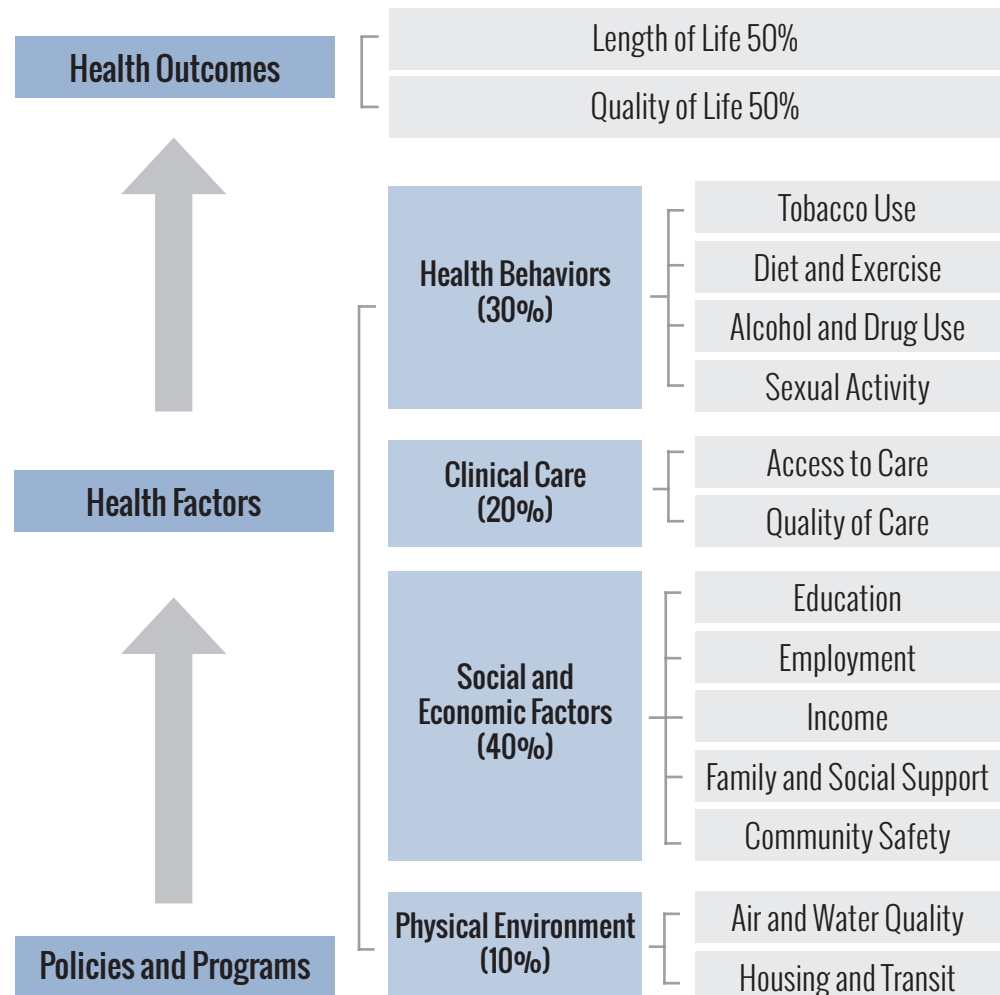 Health Outcomes
Length of Life 50%
Quality of Life 50%
Health Factors
Health Behaviors
(30%)
Tobacco Use
Diet and Exercise
Alcohol and Drug Use
Sexual Activity
Clinical Care
(20%)
Access to Care
Quality of Care
Social and
Economic Factors
(40%)
Education
Employment
Income
Family and Social Support
Community Safety
Physical Environment
(10%)
Air and Water Quality
Housing and Transit
Policies and Programs